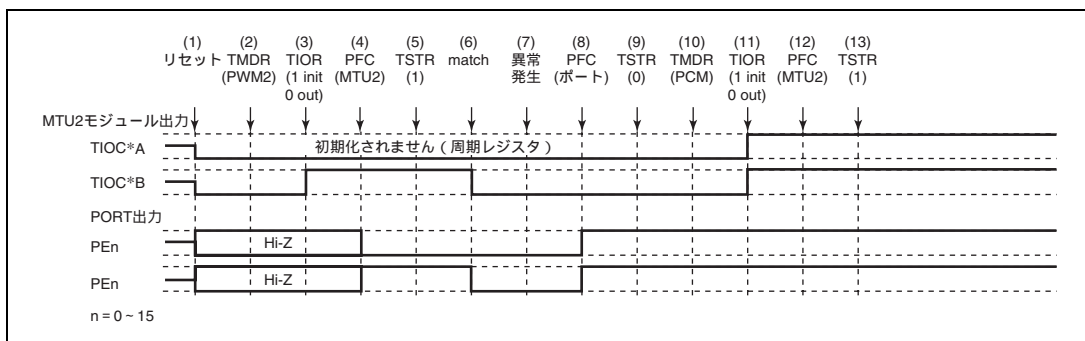 (1) (2) (3) (4) (5) (6) (7) (8) (9) (10) (11) (12) (13)
リセット TMDR TIOR PFC TSTR match 異常 PFC TSTR TMDR TIOR PFC TSTR
(PWM2) (1 init (MTU2) (1) 発生 (ポート) (0) (PCM) (1 init (MTU2) (1)
0 out) 0 out)
MTU2モジュール出力
TIOC*A 初期化されません(周期レジスタ)
TIOC*B
PORT出力
PEn Hi-Z
PEn Hi-Z
n = 0 ~ 15